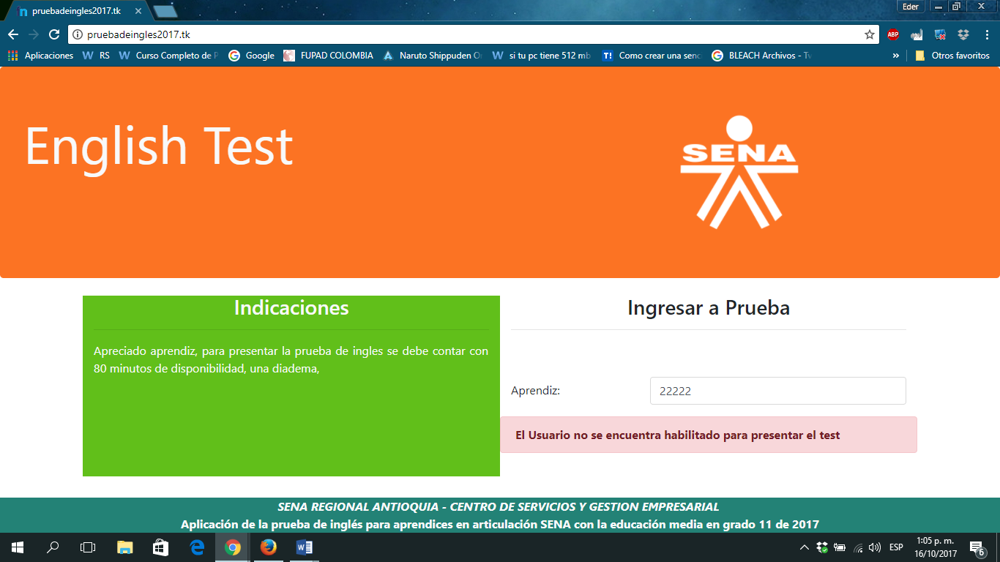 pruebadeingles2017.tk
Eder
pruebadeingles2017.tk
ABP
Aplicaciones RS Curso Completo de P Google FUPAD COLOMBIA Naruto Shippuden O si tu pc tiene 512 mb T! Como crear una senc BLEACH Archivos - Tv » Otros favoritos
English Test
SENA
Indicaciones
Apreciado aprendiz, para presentar la prueba de ingles se debe contar con
80 minutos de disponibilidad, una diadema,
Ingresar a Prueba
Aprendiz: 22222
El Usuario no se encuentra habilitado para presentar el test
SENA REGIONAL ANTIOQUIA - CENTRO DE SERVICIOS Y GESTION EMPRESARIAL
Aplicación de la prueba de inglés para aprendices en articulación SENA con la educación media en grado 11 de 2017
ESP
1:05 p. m.
16/10/2017
6